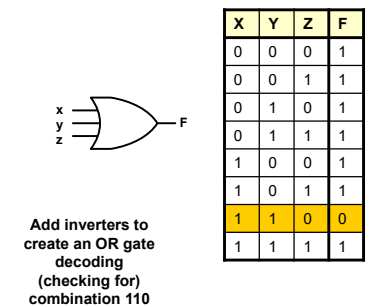 X Y Z F
0 0 0 1
0 0 1 1
0 1 0 1
0 1 1 1
1 0 0 1
1 0 1 1
1 1 0 0
1 1 1 1
x
y
z
F
Add inverters to
create an OR gate
decoding
(checking for)
combination 110